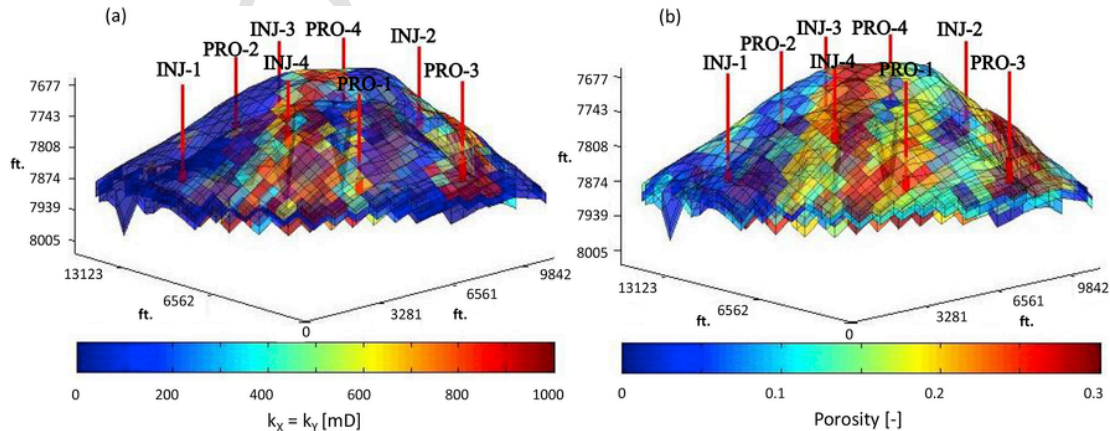 (a)
INJ-3 PRO-4
INJ-2
PRO-2
INJ-4
INJ-1
PRO-3
PRO-1
7677
7743
7808
ft.
7874
7939
8005
13123
6562
ft.
0
3281
ft.
6561
9842
0 200 400 600 800 1000
kX = kY [mD]
(b)
INJ-3 PRO-4
INJ-2
PRO-2
INJ-4
INJ-1
PRO-1
PRO-3
7677
7743
7808
ft.
7874
7939
8005
13123
6562
ft.
0
3281
6561
ft.
9842
0 0.1 0.2 0.3
Porosity [-]